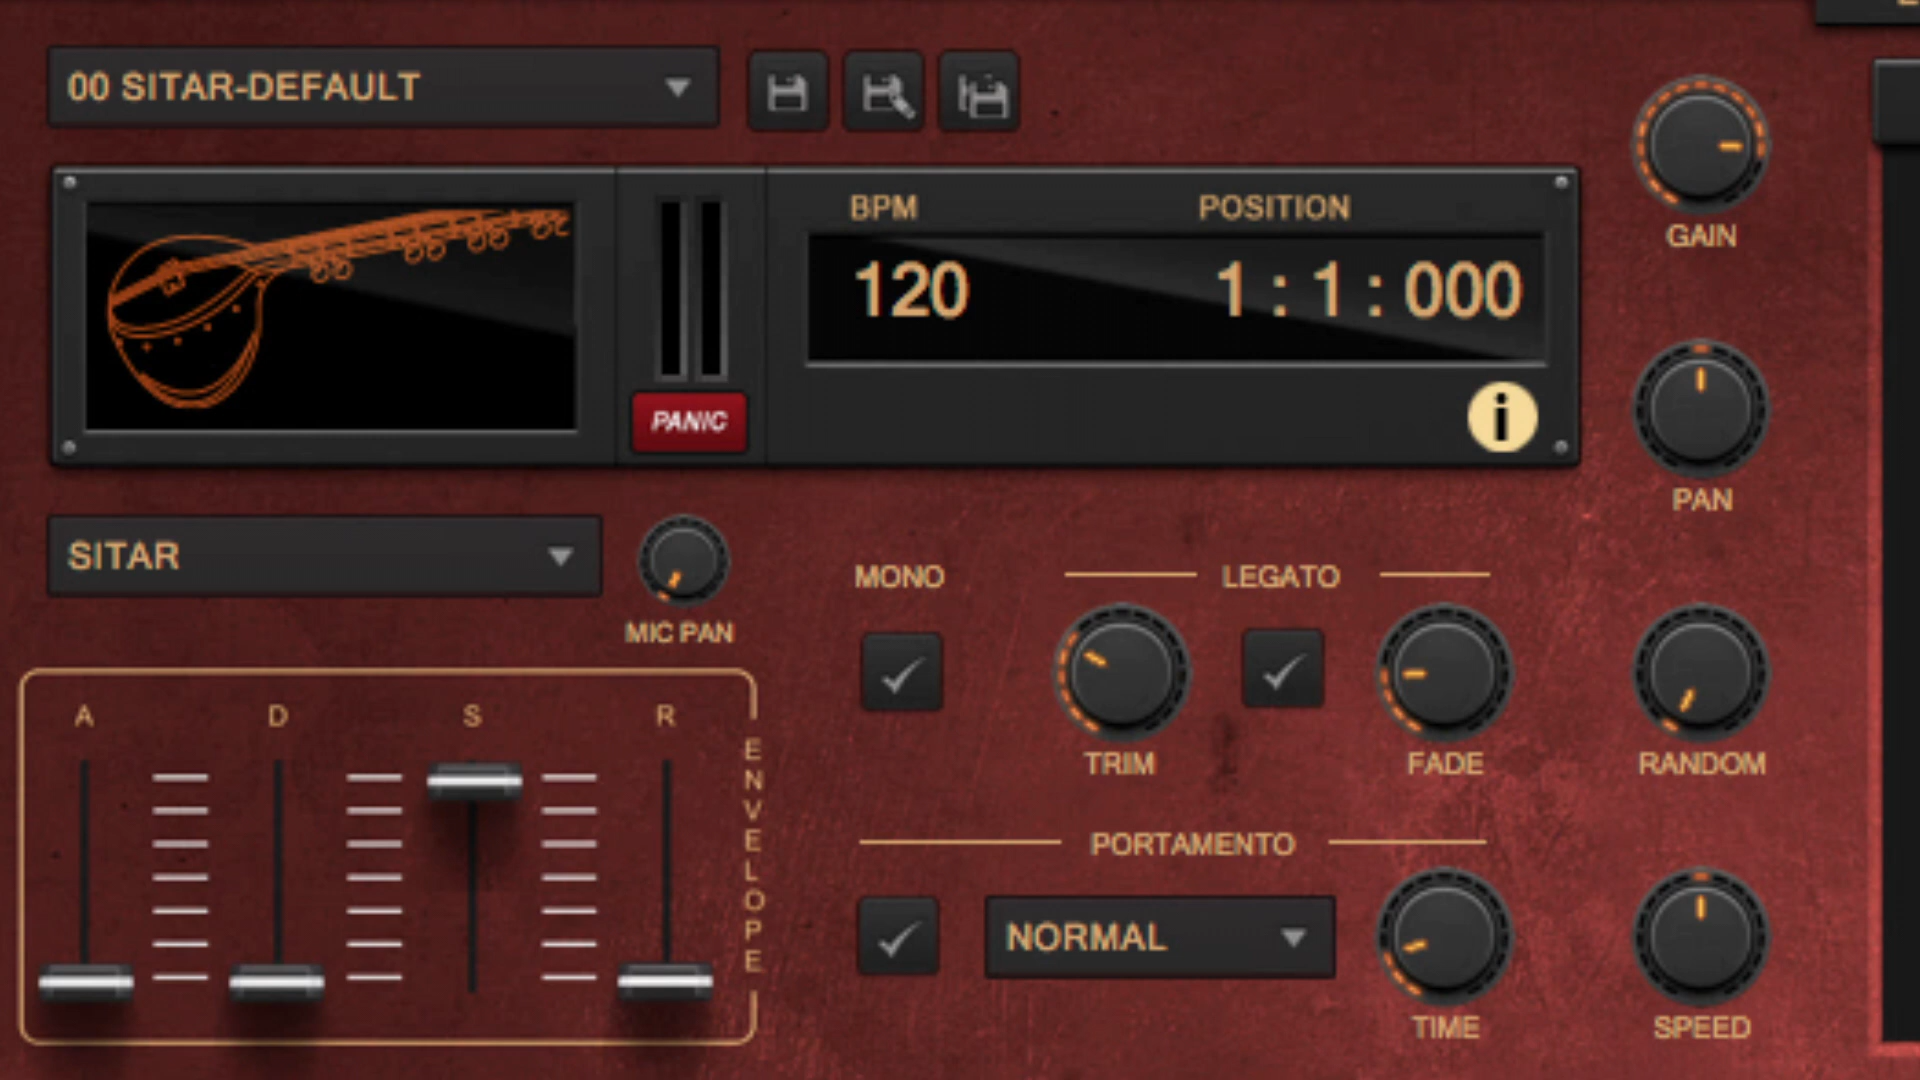 00 SITAR-DEFAULT
BPM
POSITION
120
1 : 1 : 000
GAIN
PANIC
i
PAN
SITAR
MIC PAN
MONO
LEGATO
TRIM
FADE
RANDOM
A
D
S
R
ENVELOPE
PORTAMENTO
NORMAL
TIME
SPEED